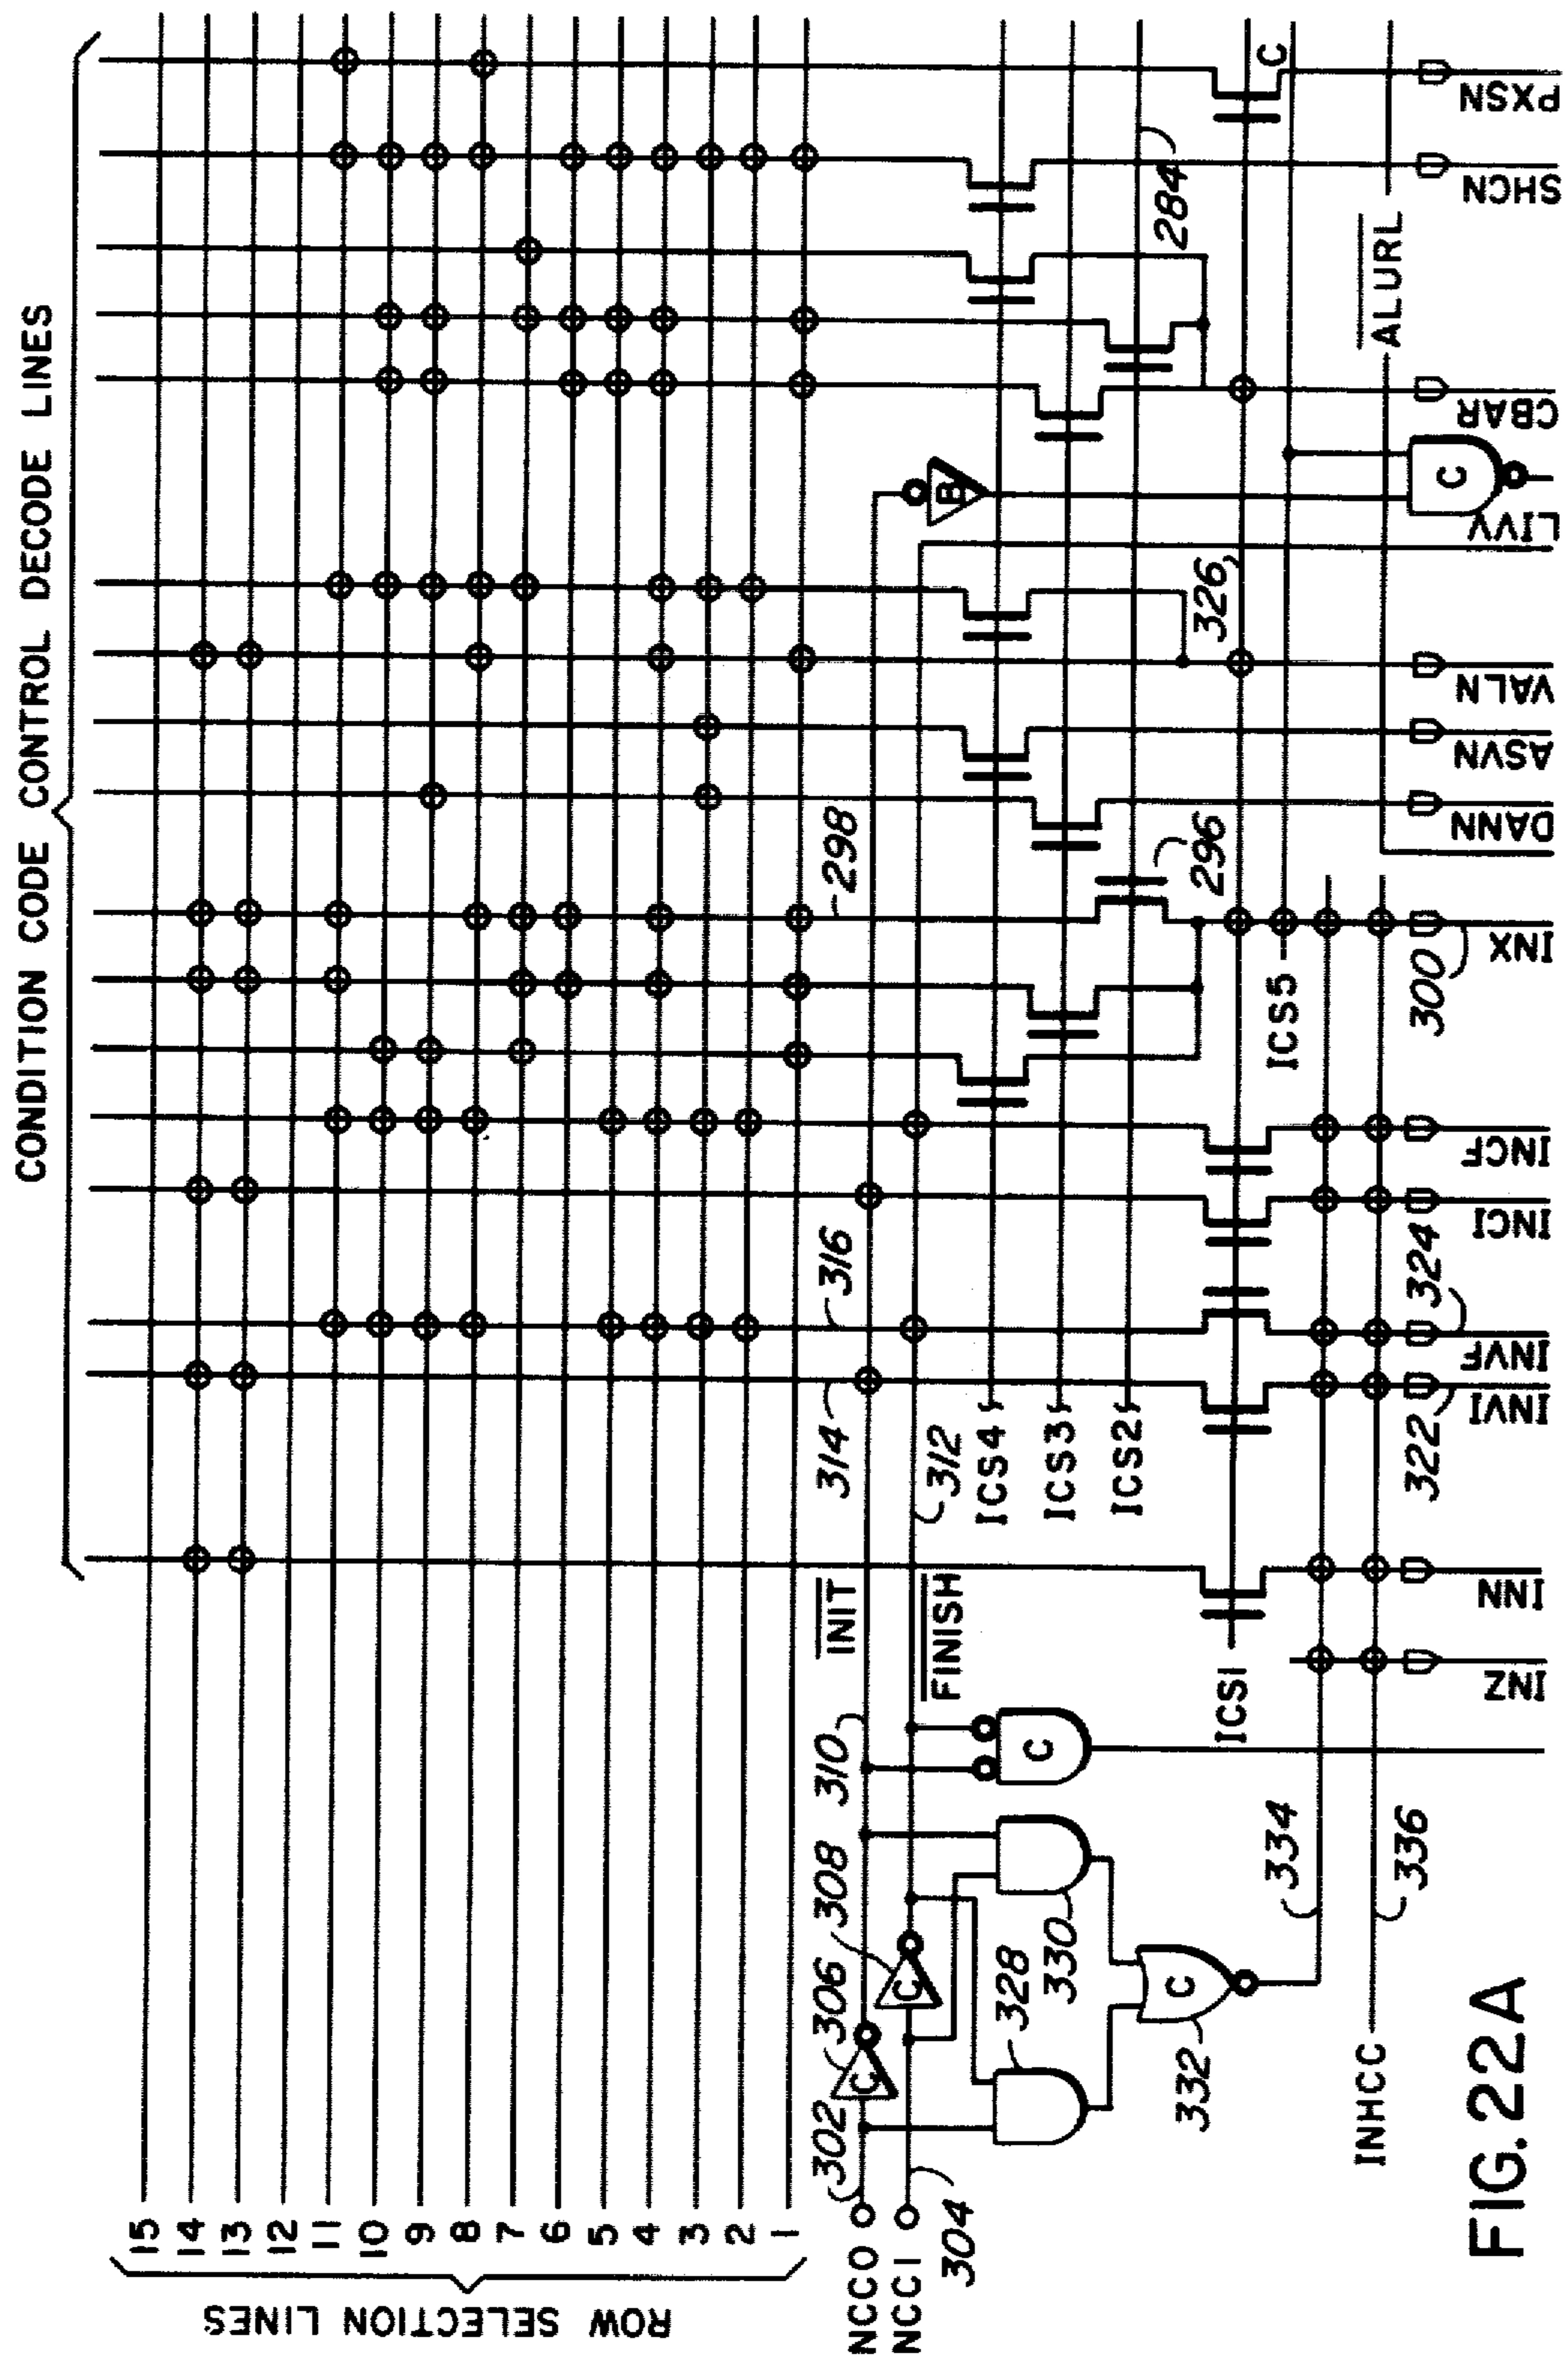 CONDITION CODE CONTROL DECODE LINES
ROW SELECTION LINES
15
14
13
12
11
10
9
8
7
6
5
4
3
2
1
NCC0
NCC1
302
304
306
308
310
312
314
316
298
INIT
FINISH
ICS4
ICS3
ICS2
ICS1
ICS5
284
296
326
C
C
C
C
C
C
B
C
328
330
332
334
336
INHCC
322
324
300
ALURL
INZ
INN
INVI
INVF
INCI
INCF
INX
DANN
ASVN
VALN
LIVV
CBAR
SHCN
PXSN
FIG. 22A